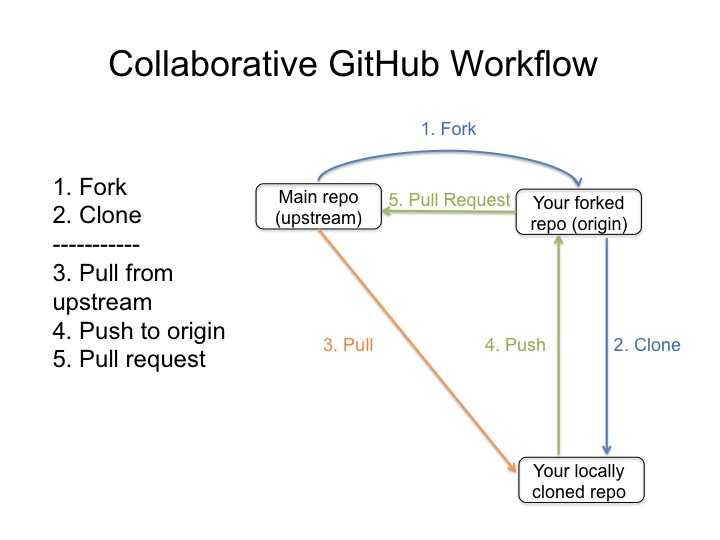 Collaborative GitHub Workflow
1. Fork
2. Clone
-----------
3. Pull from
upstream
4. Push to origin
5. Pull request
1. Fork
Main repo
(upstream)
5. Pull Request
Your forked
repo (origin)
3. Pull
4. Push
2. Clone
Your locally
cloned repo